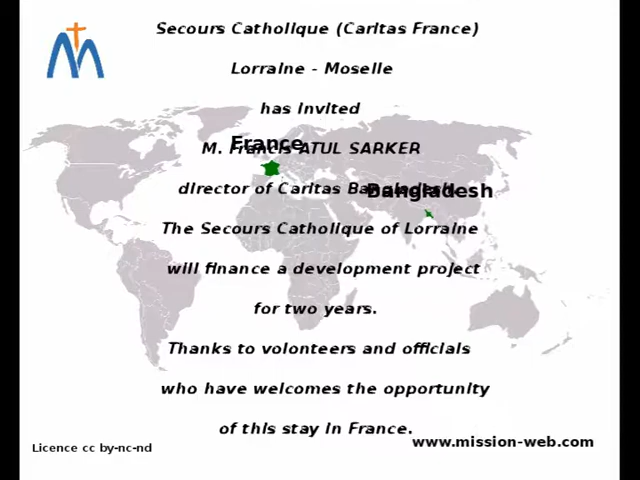 Secours Catholique (Caritas France)
Lorraine - Moselle
has invited
France
M. Francis ATUL SARKER
director of Caritas Bangladesh.
Bangladesh
The Secours Catholique of Lorraine
will finance a development project
for two years.
Thanks to volunteers and officials
who have welcomes the opportunity
of this stay in France.
www.mission-web.com
Licence cc by-nc-nd